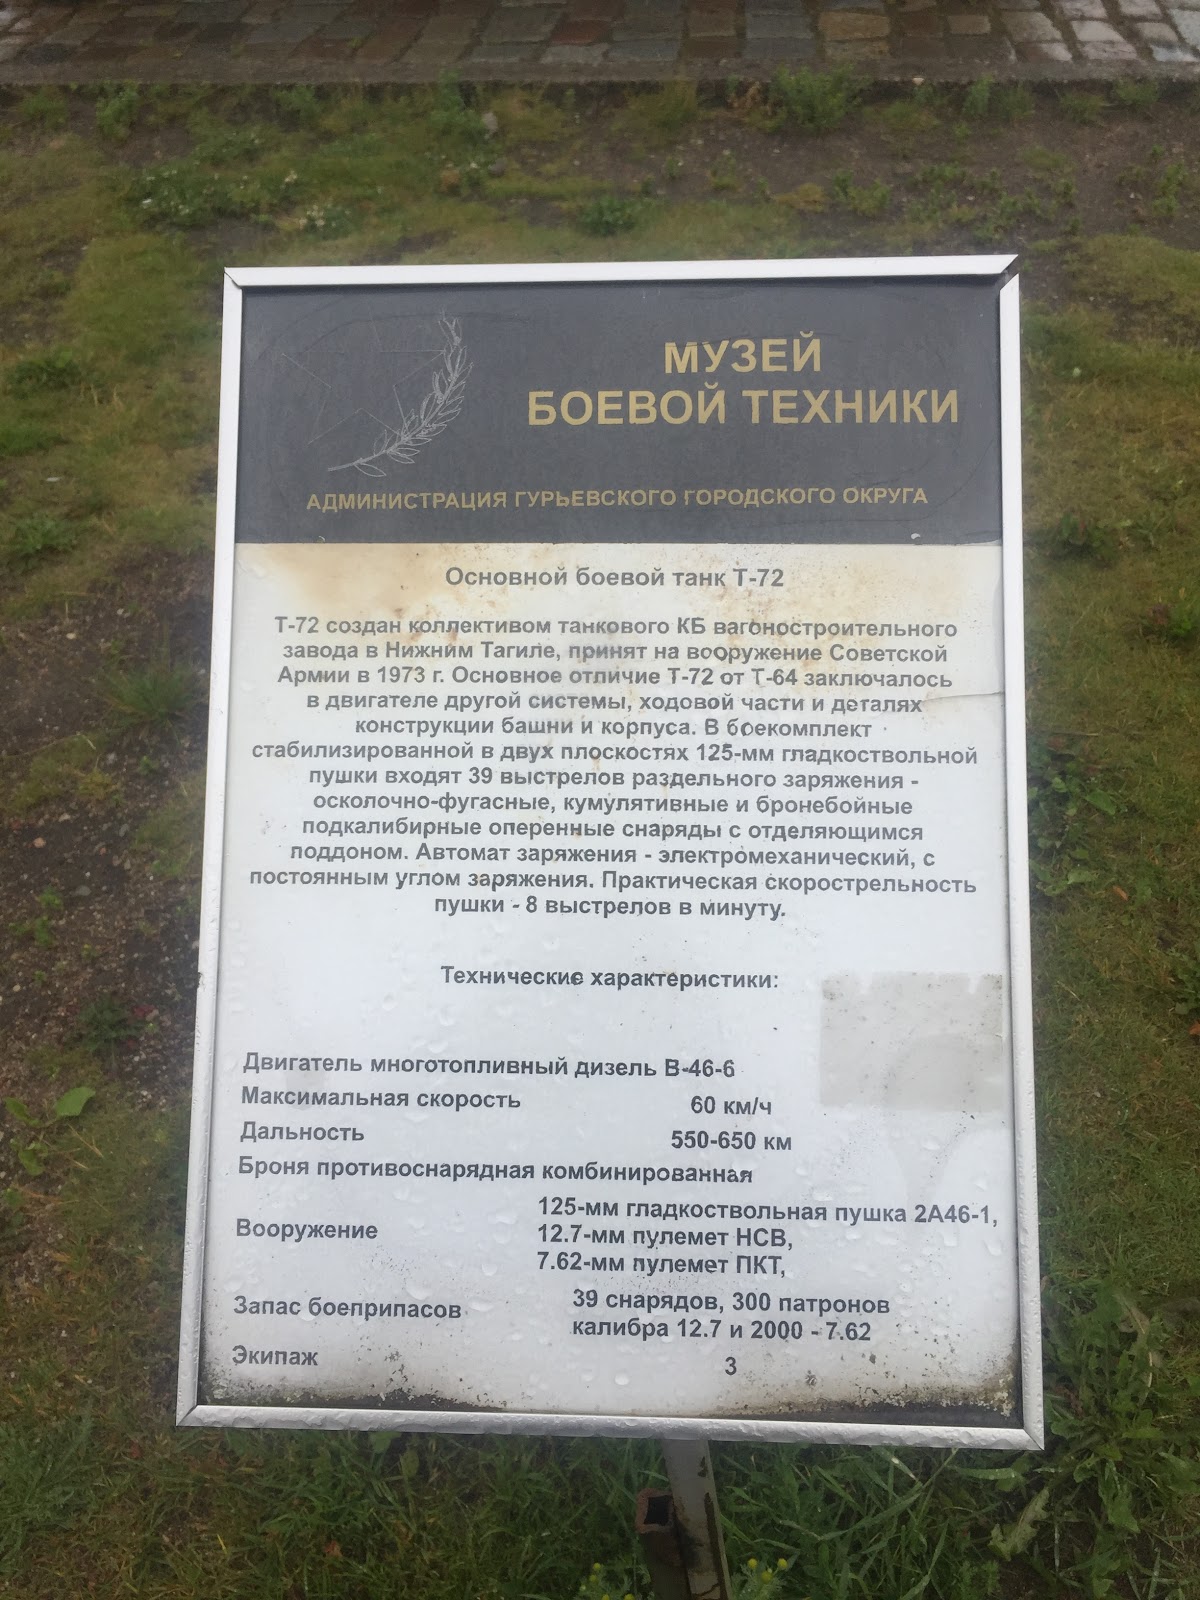 МУЗЕЙ
БОЕВОЙ ТЕХНИКИ
АДМИНИСТРАЦИЯ ГУРЬЕВСКОГО ГОРОДСКОГО ОКРУГА
Основной боевой танк Т-72
Т-72 создан коллективом танкового КБ вагоностроительного
завода в Нижним Тагиле, принят на вооружение Советской
Армии в 1973 г. Основное отличие Т-72 от Т-64 заключалось
в двигателе другой системы, ходовой части и деталях
конструкции башни и корпуса. В боекомплект
стабилизированной в двух плоскостях 125-мм гладкоствольной
пушки входят 39 выстрелов раздельного заряжения -
осколочно-фугасные, кумулятивные и бронебойные
подкалибирные оперенные снаряды с отделяющимся
поддоном. Автомат заряжения - электромеханический, с
постоянным углом заряжения. Практическая скорострельность
пушки - 8 выстрелов в минуту.
Технические характеристики:
Двигатель многотопливный дизель В-46-6
Максимальная скорость 60 км/ч
Дальность 550-650 км
Броня противоснарядная комбинированная
Вооружение 125-мм гладкоствольная пушка 2А46-1,
12.7-мм пулемет НСВ,
7.62-мм пулемет ПКТ,
Запас боеприпасов 39 снарядов, 300 патронов
калибра 12.7 и 2000 - 7.62
Экипаж 3